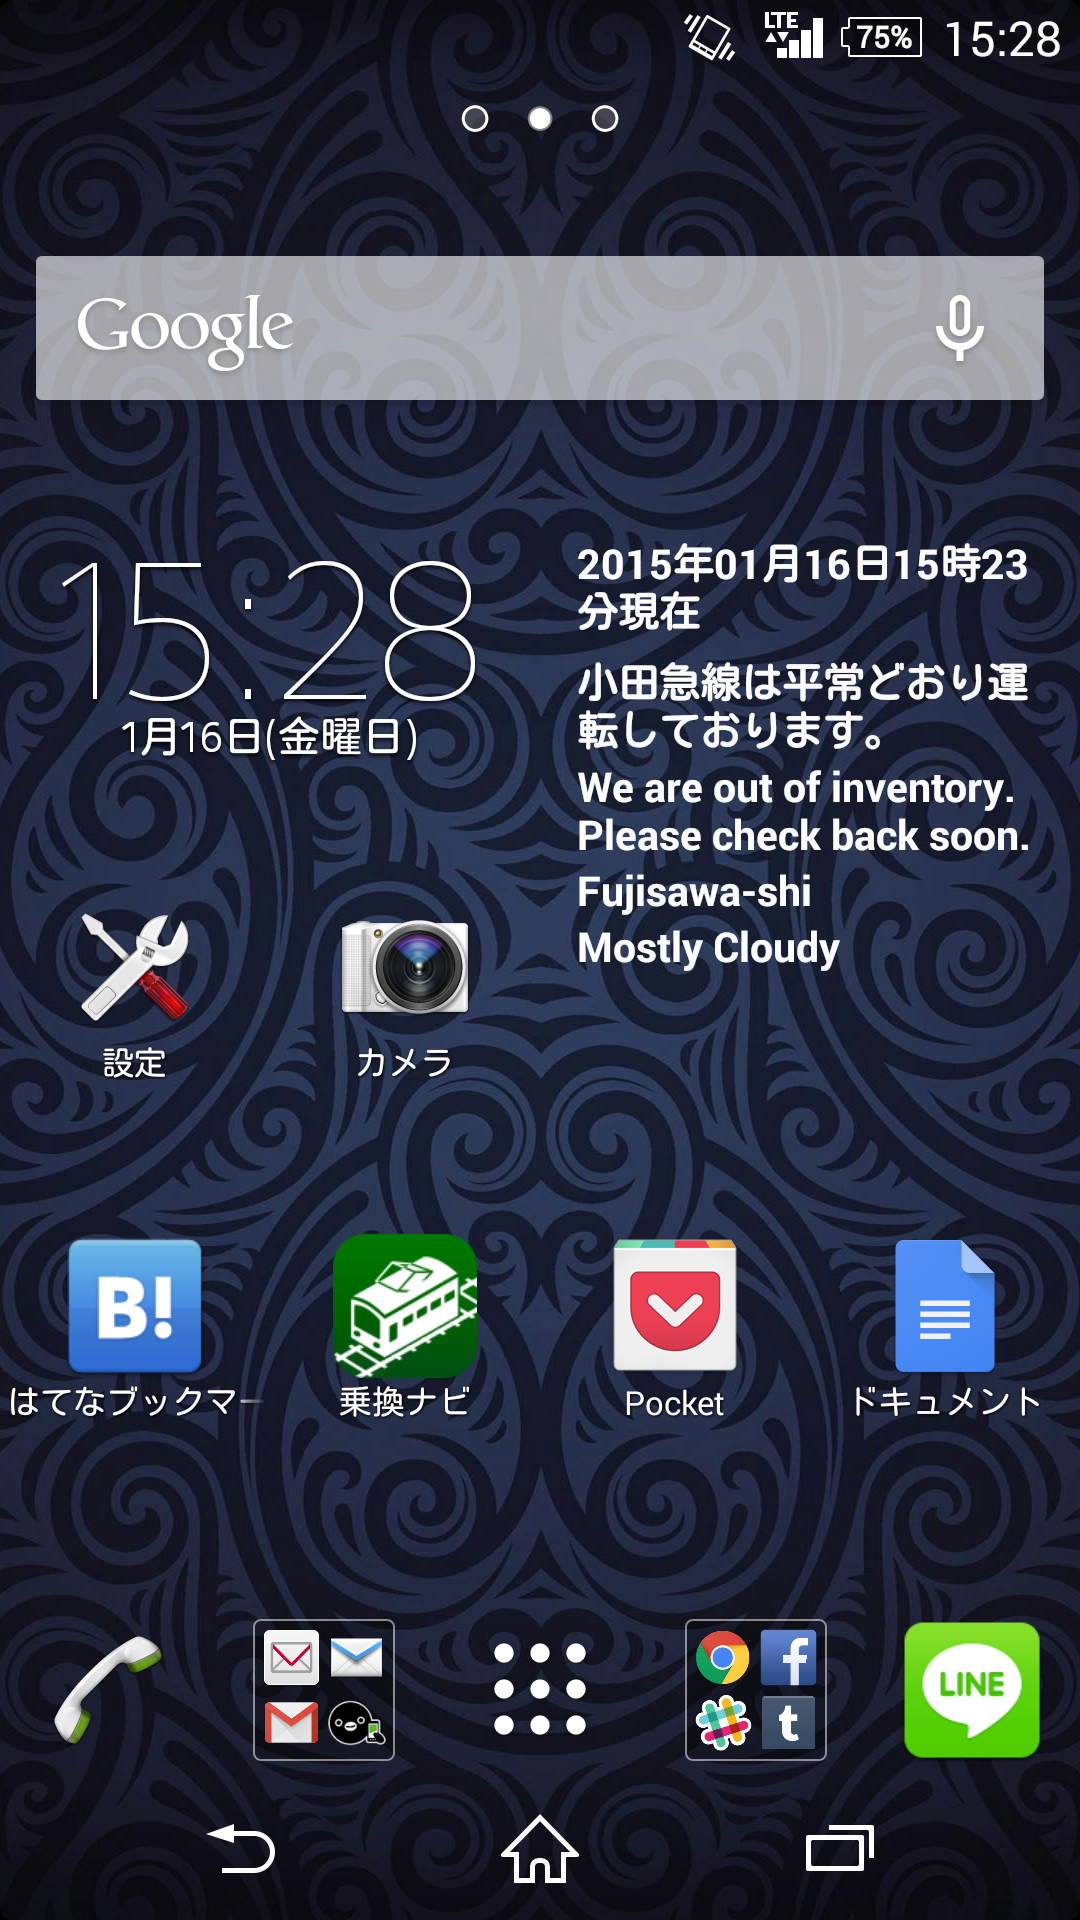 LTE
75%
15:28
Google
15:28
1月16日(金曜日)
2015年01月16日15時23
分現在
小田急線は平常どおり運
転しております。
We are out of inventory.
Please check back soon.
Fujisawa-shi
Mostly Cloudy
設定
カメラ
B!
はてなブックマー
乗換ナビ
Pocket
ドキュメント
f
t
LINE